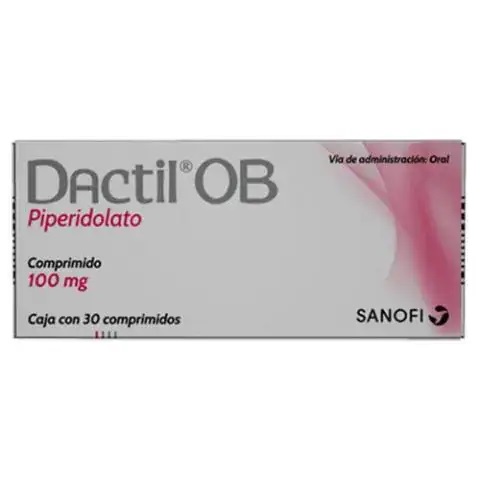 Vía de administración: Oral
Dactil® OB
Piperidolato
Comprimido
100 mg
Caja con 30 comprimidos
SANOFI